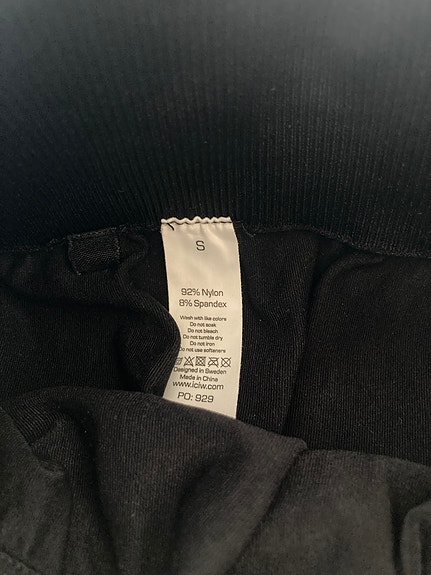 S
92% Nylon
8% Spandex
Wash with like colors
Do not soak
Do not bleach
Do not tumble dry
Do not iron
Do not use softeners
Designed in Sweden
Made in China
www.iciw.com
PO: 929